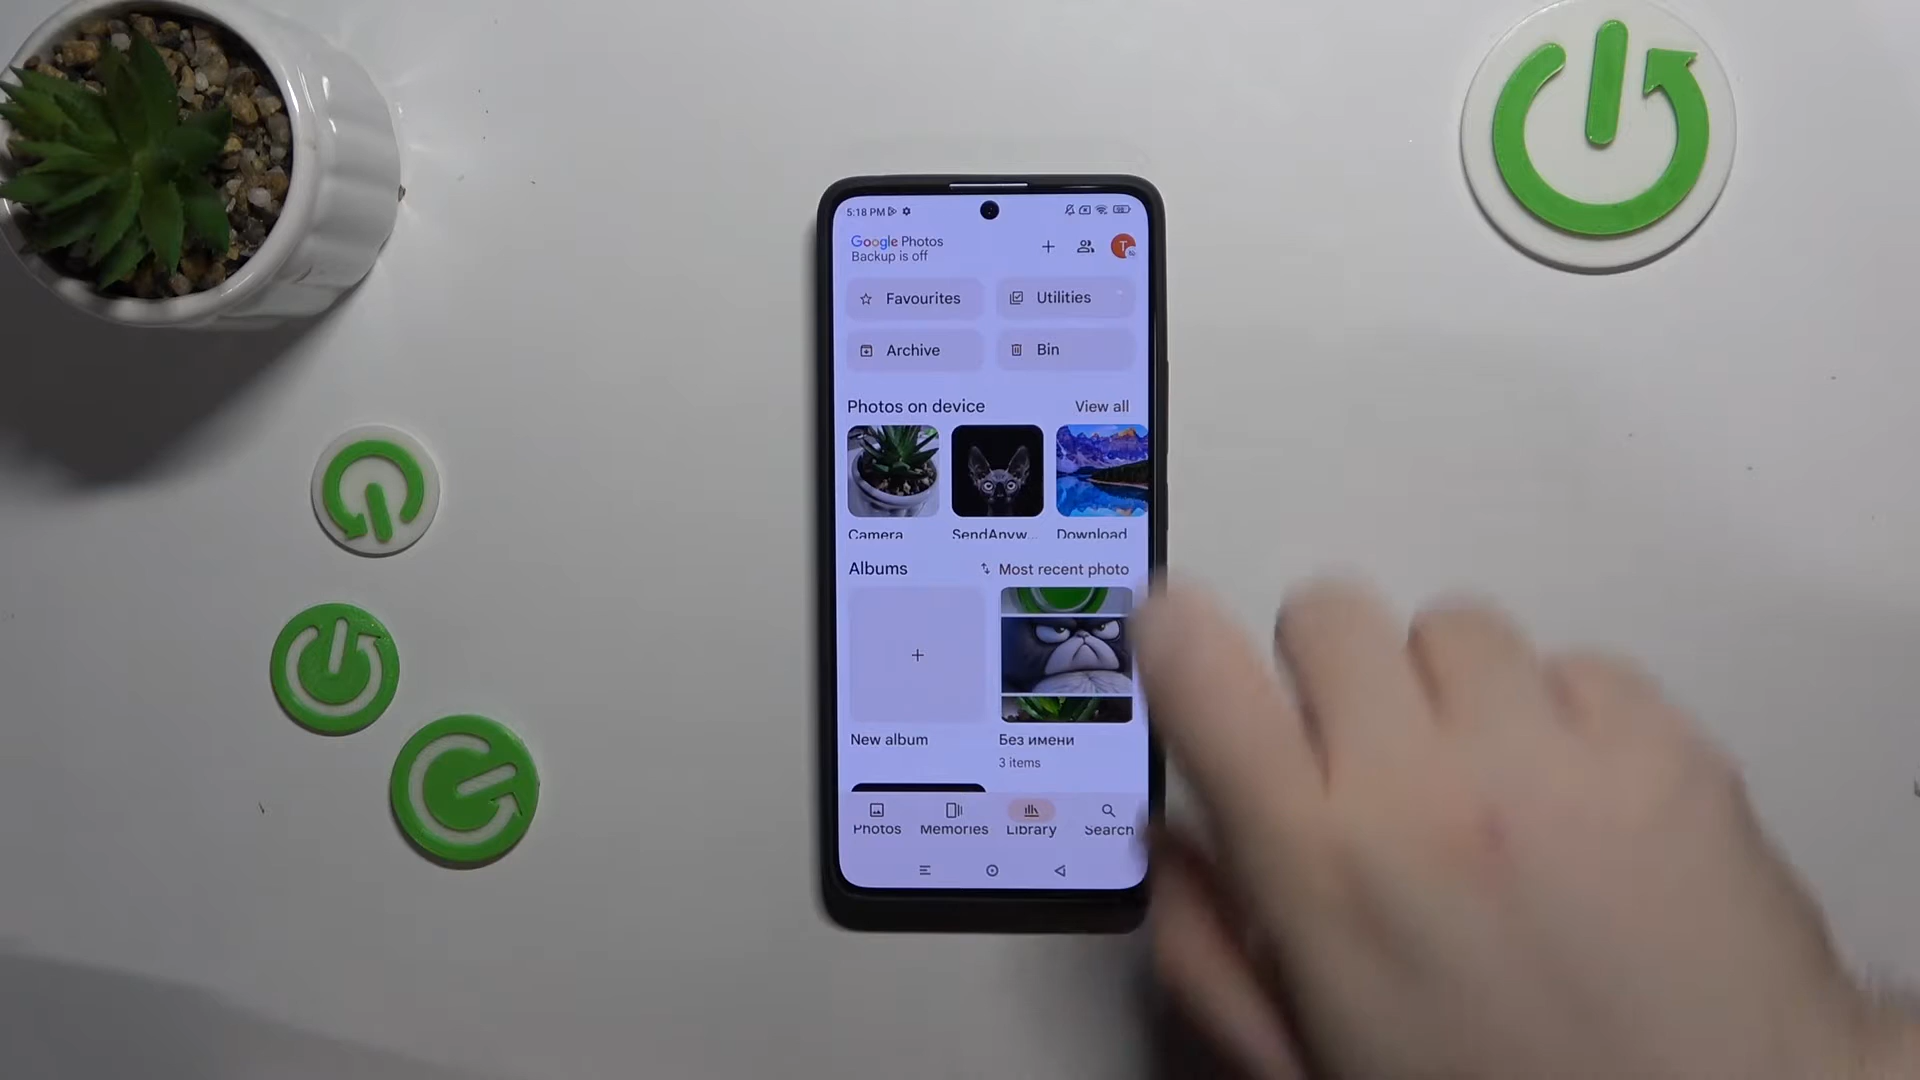 5:18 PM
Google Photos
Backup is off
Favourites
Utilities
Archive
Bin
Photos on device
View all
Camera
SendAnyw...
Download
Albums
Most recent photo
New album
Без имени
3 items
Photos
Memories
Library
Search